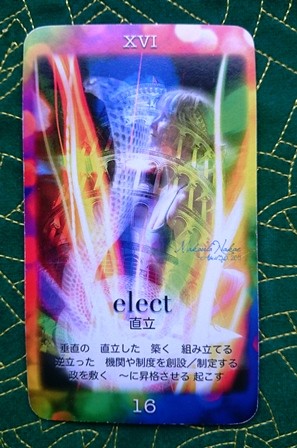 XVI
elect
直立
垂直の　直立した　築く　組み立てる
逆立った　機関や制度を創設／制定する
政を敷く　～に昇格させる 起こす
16